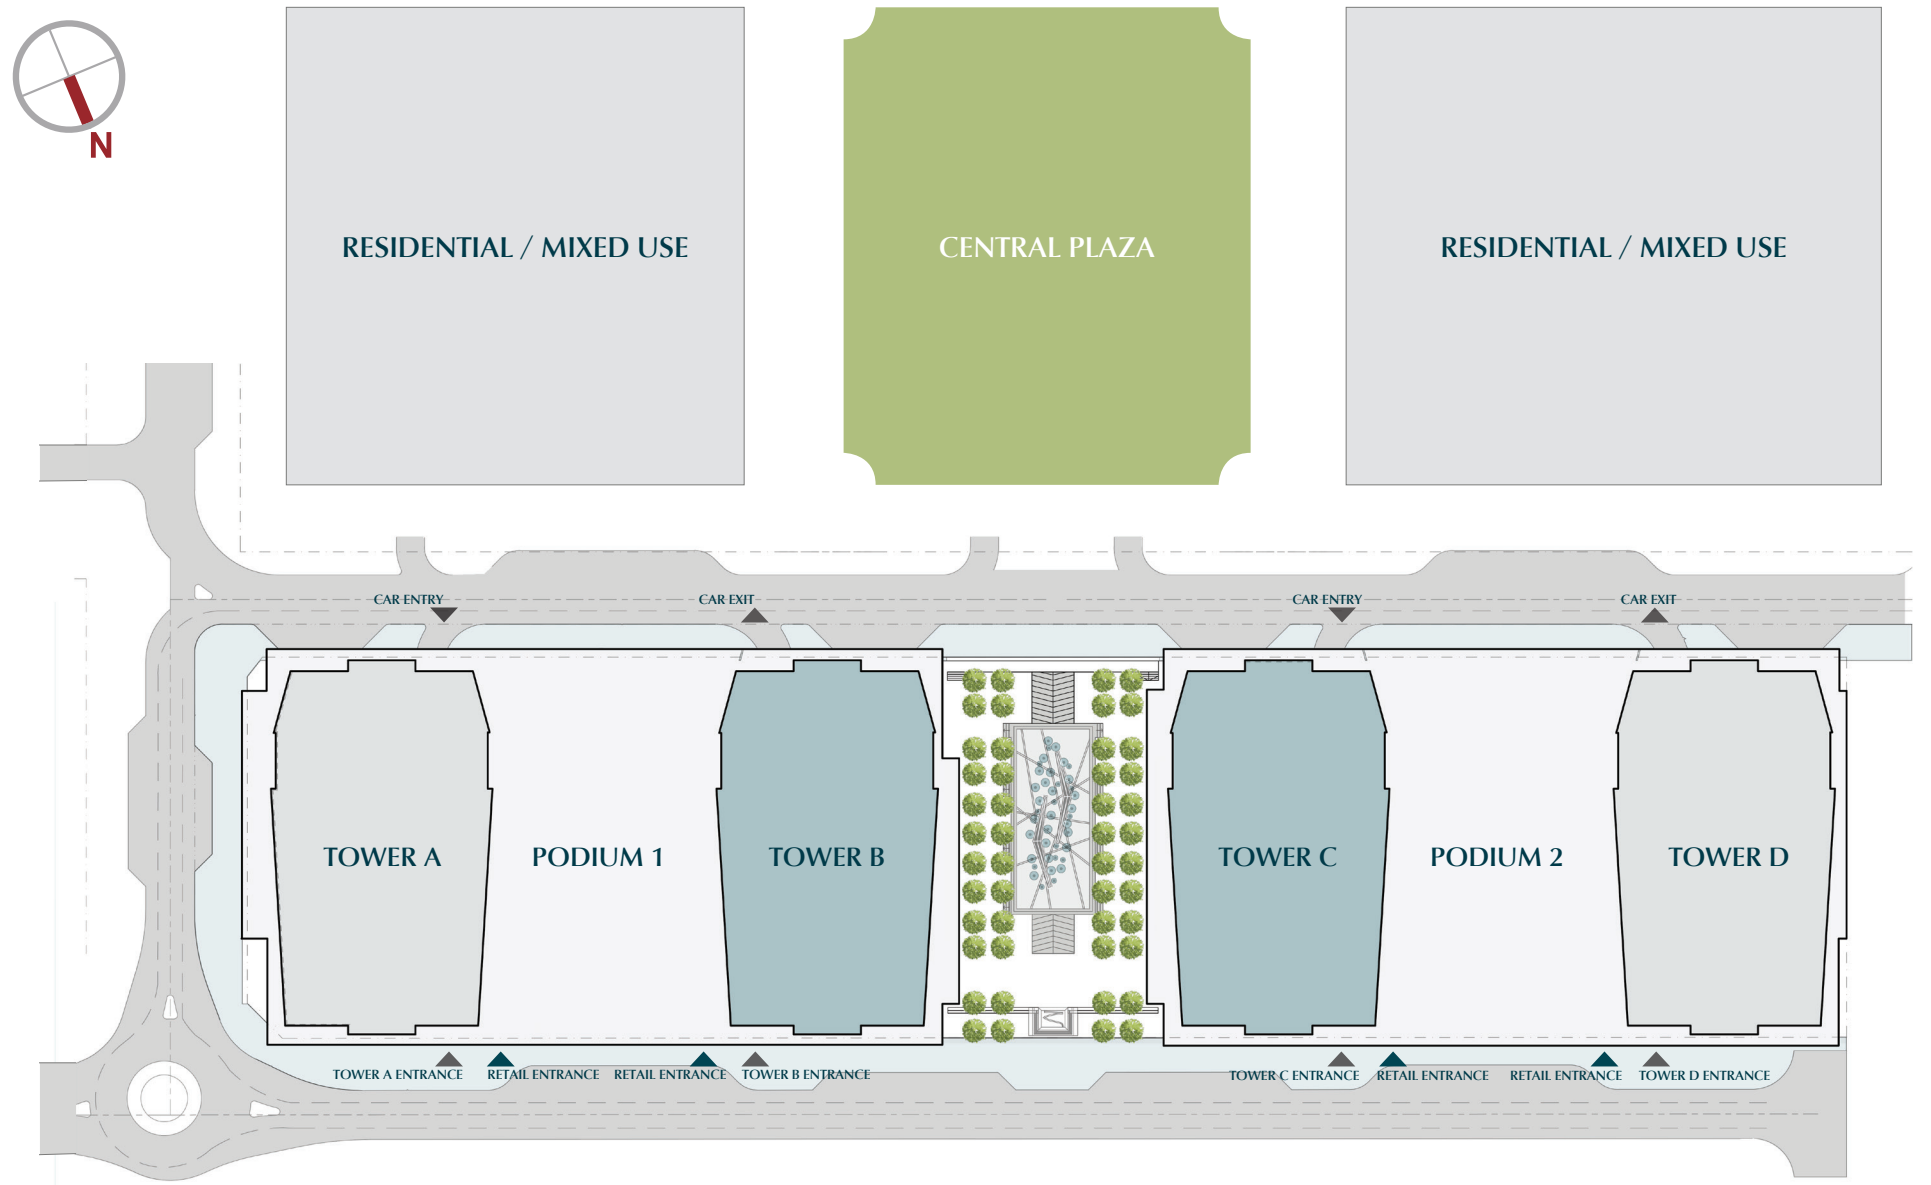 N
RESIDENTIAL / MIXED USE
CENTRAL PLAZA
RESIDENTIAL / MIXED USE
CAR ENTRY
CAR EXIT
CAR ENTRY
CAR EXIT
TOWER A
PODIUM 1
TOWER B
TOWER C
PODIUM 2
TOWER D
TOWER A ENTRANCE
RETAIL ENTRANCE
RETAIL ENTRANCE
TOWER B ENTRANCE
TOWER C ENTRANCE
RETAIL ENTRANCE
RETAIL ENTRANCE
TOWER D ENTRANCE